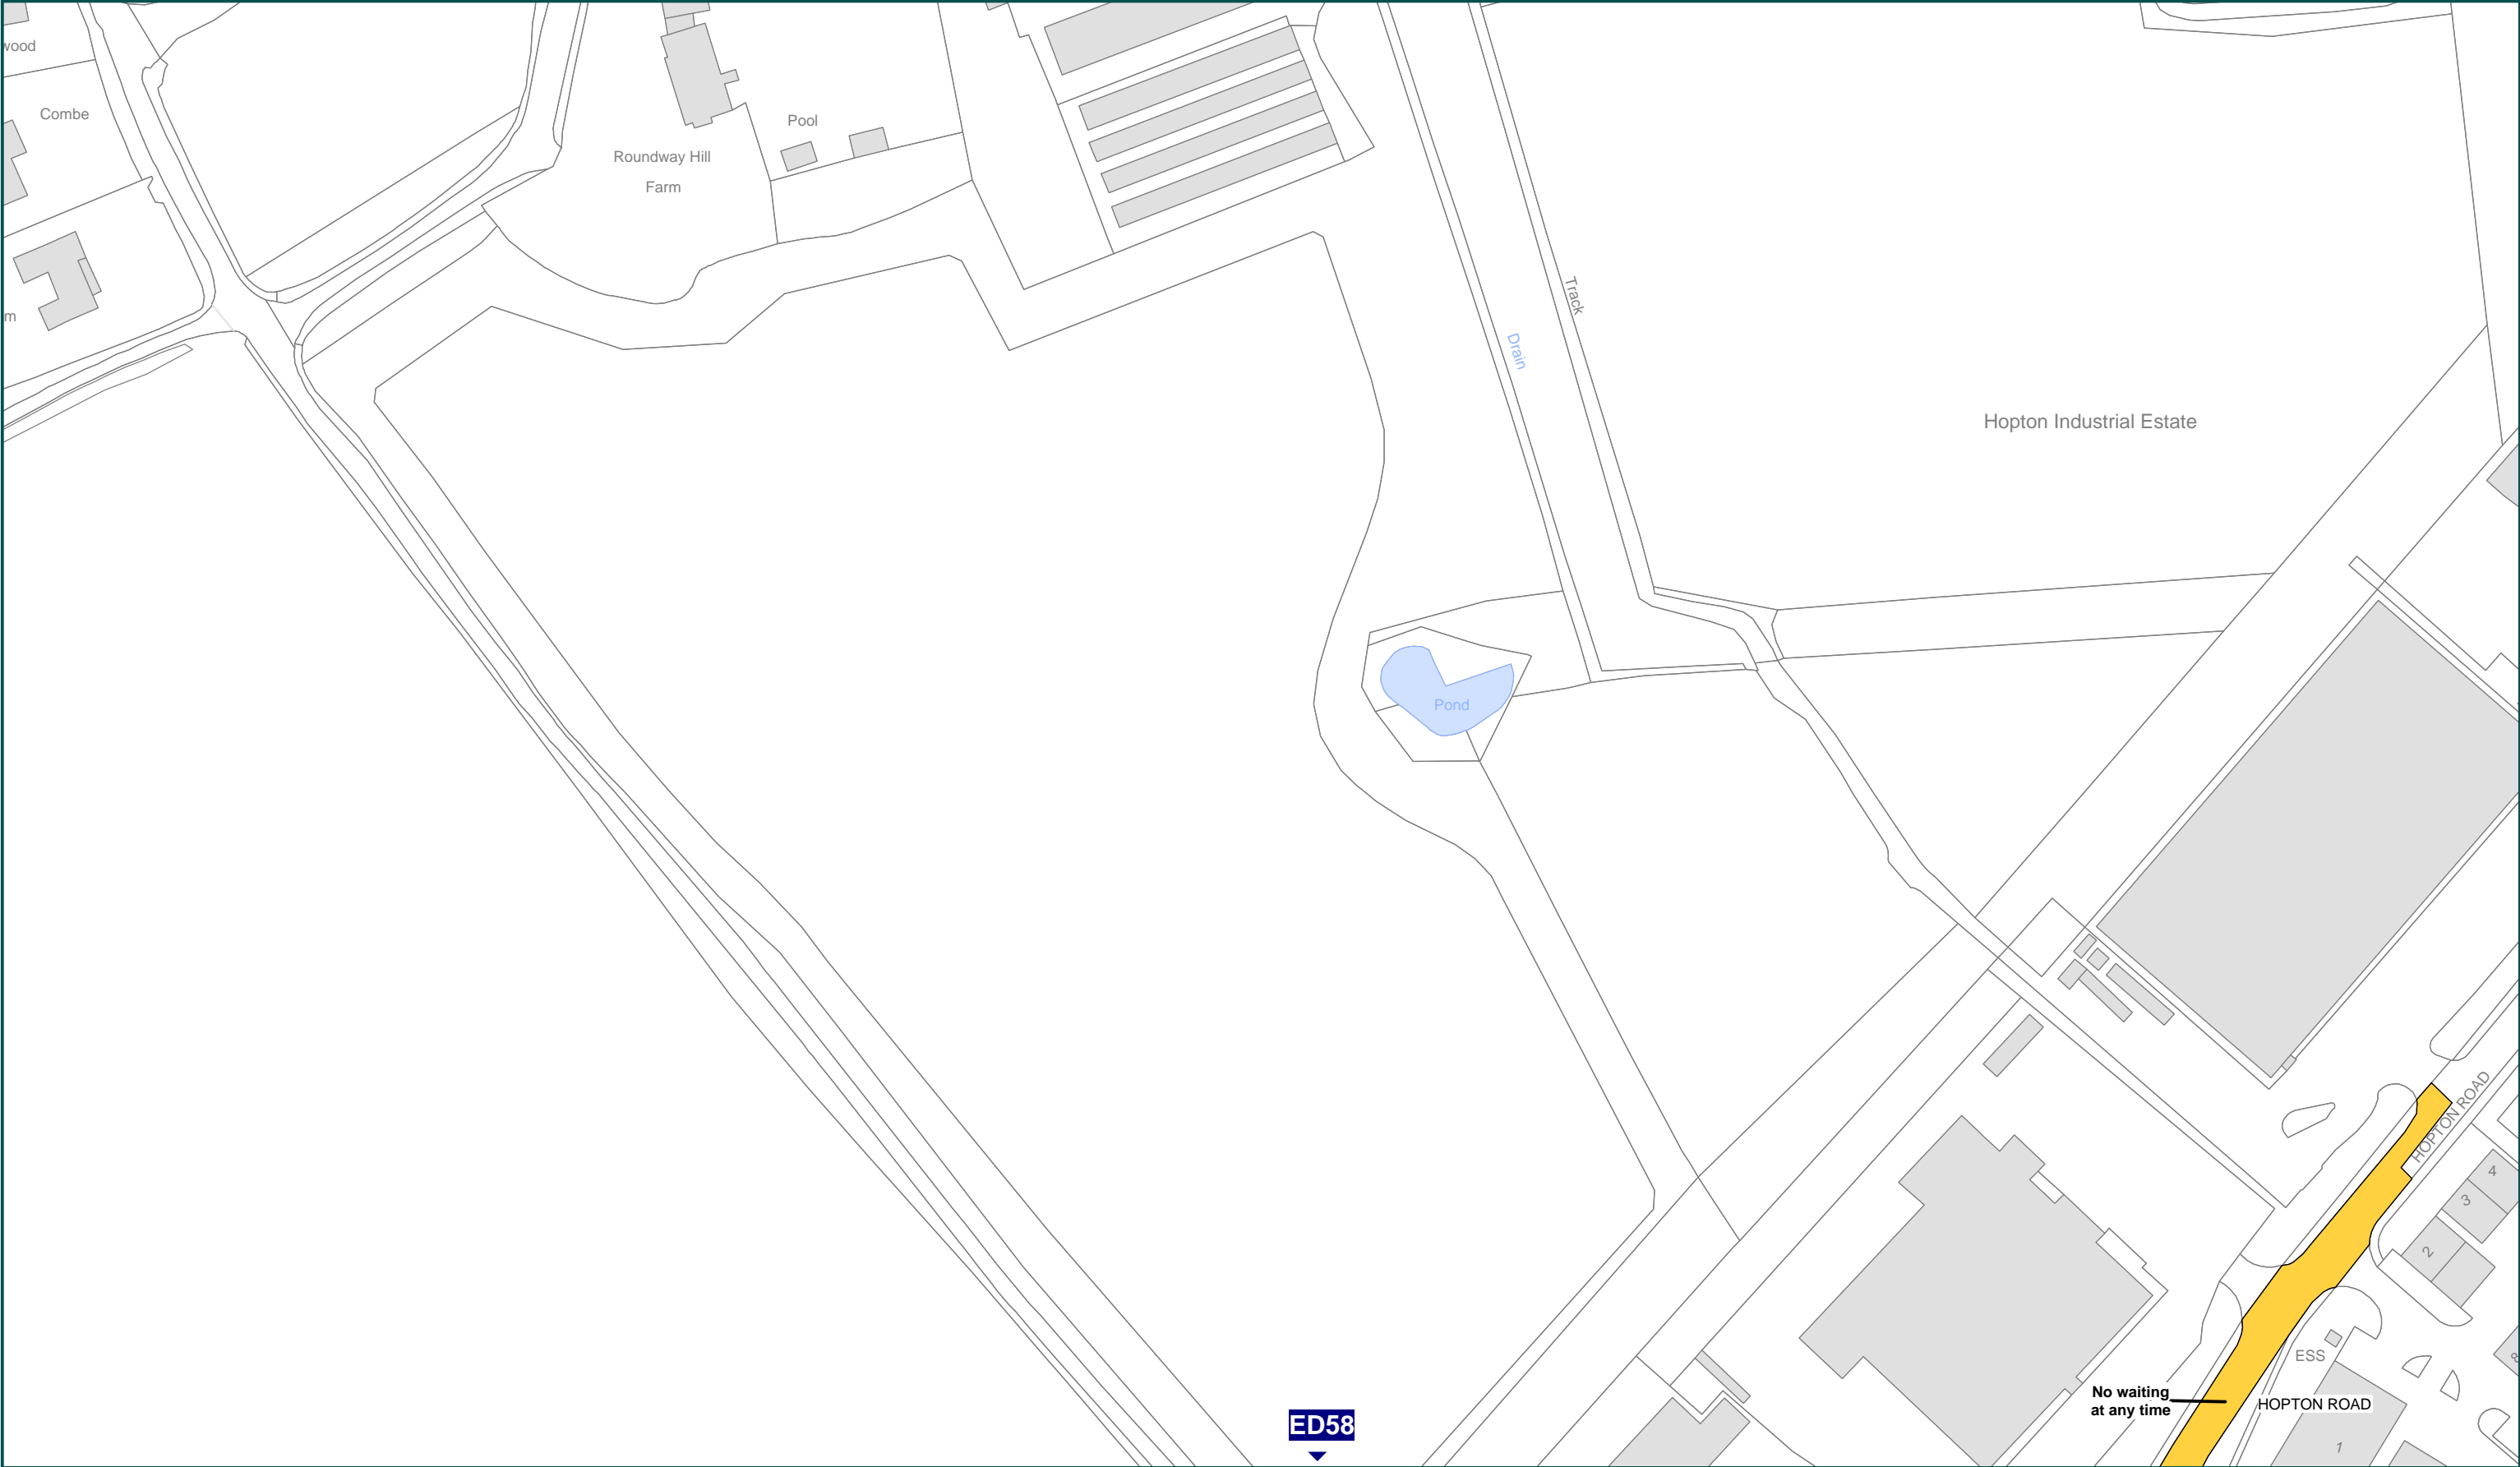 wood
Combe
m
Pool
Roundway Hill
Farm
Track
Drain
Hopton Industrial Estate
Pond
HOPTON ROAD
4
3
2
ESS
8
No waiting
at any time
HOPTON ROAD
1
ED58